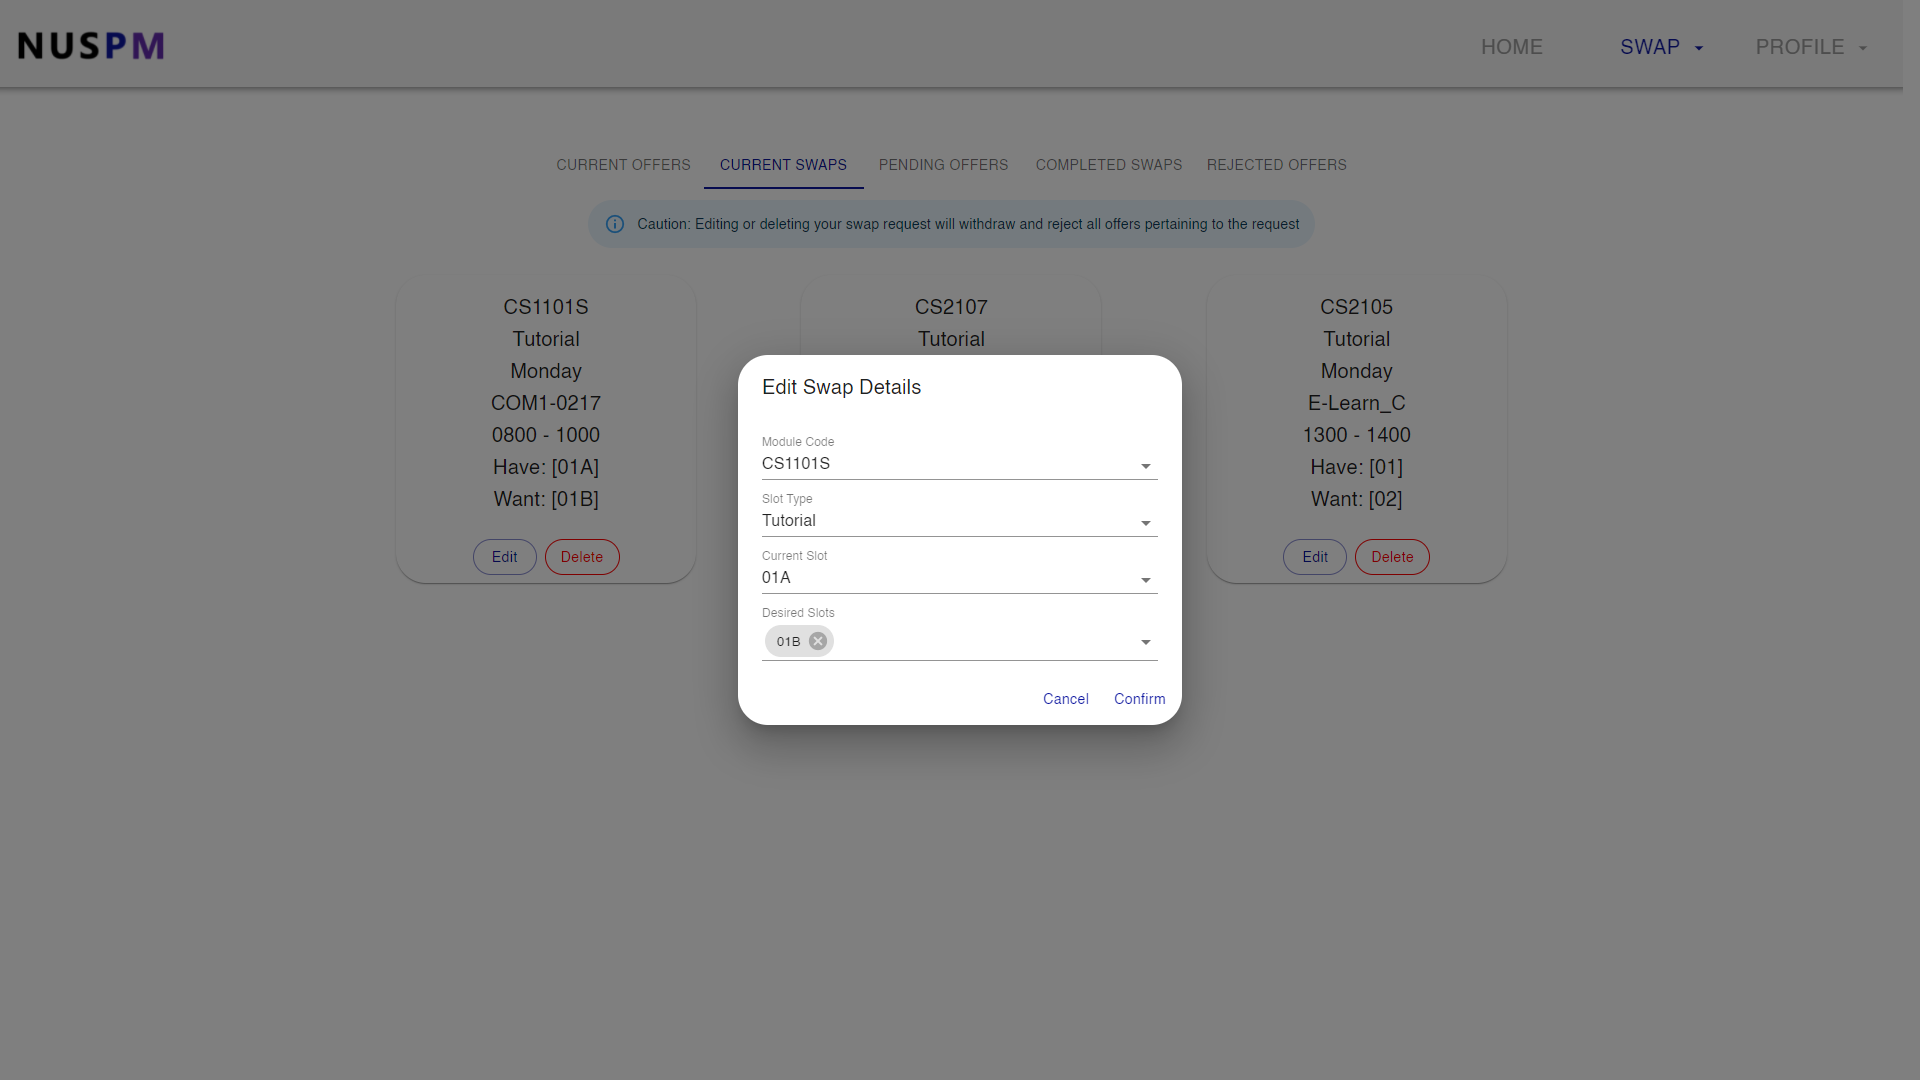 NUSPM
HOME
SWAP
PROFILE
CURRENT OFFERS
CURRENT SWAPS
PENDING OFFERS
COMPLETED SWAPS
REJECTED OFFERS
Caution: Editing or deleting your swap request will withdraw and reject all offers pertaining to the request
CS1101S
Tutorial
Monday
COM1-0217
0800 - 1000
Have: [01A]
Want: [01B]
Edit
Delete
CS2107
Tutorial
CS2105
Tutorial
Monday
E-Learn_C
1300 - 1400
Have: [01]
Want: [02]
Edit
Delete
Edit Swap Details
Module Code
CS1101S
Slot Type
Tutorial
Current Slot
01A
Desired Slots
01B
Cancel
Confirm